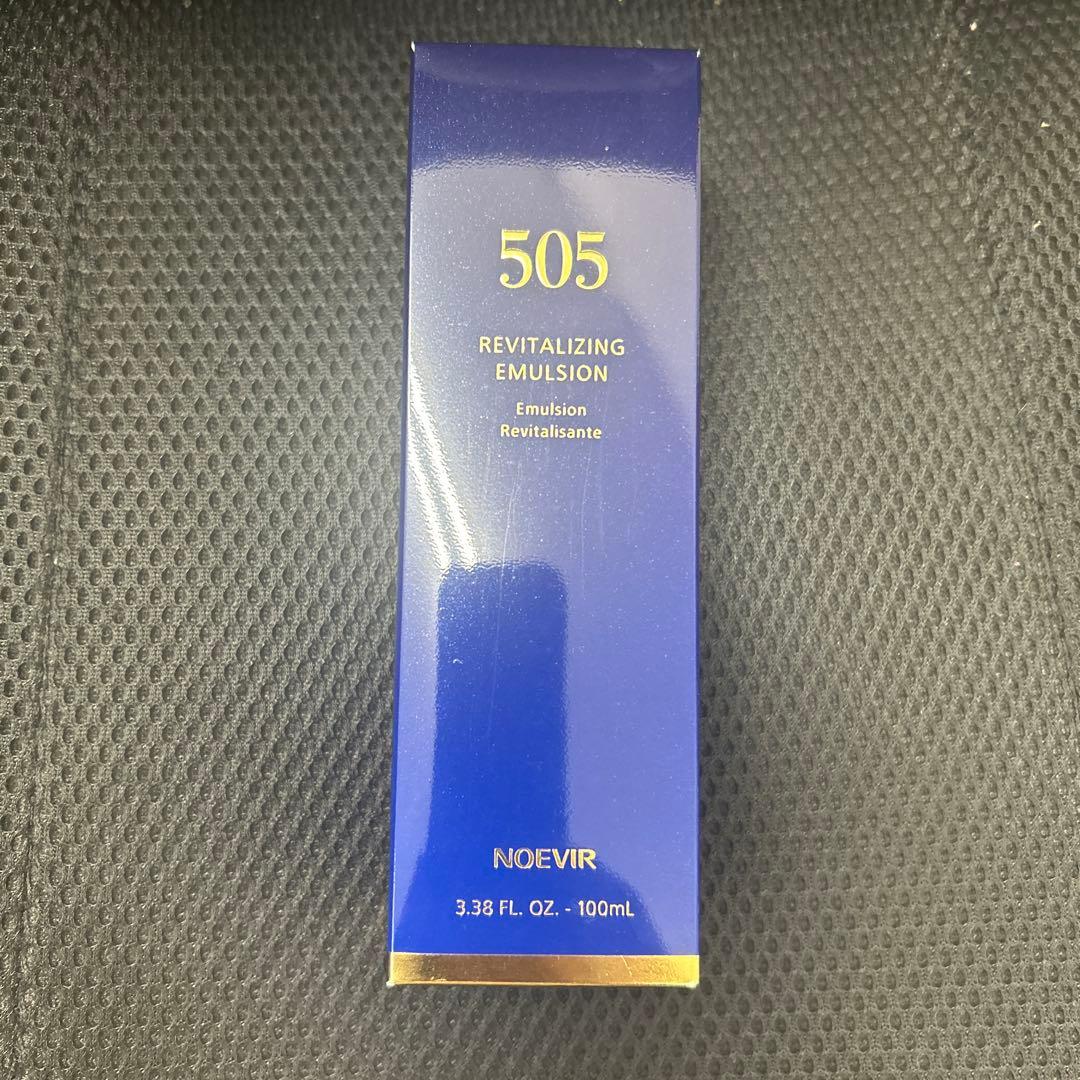 505
REVITALIZING
EMULSION
Emulsion
Revitalisante
NOEVIR
3.38 FL. OZ. - 100mL